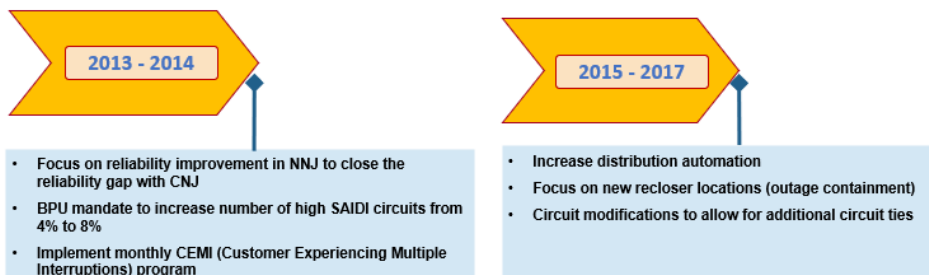 2013 - 2014
• Focus on reliability improvement in NNJ to close the
reliability gap with CNJ
• BPU mandate to increase number of high SAIDI circuits from
4% to 8%
• Implement monthly CEMI (Customer Experiencing Multiple
Interruptions) program
2015 - 2017
• Increase distribution automation
• Focus on new recloser locations (outage containment)
• Circuit modifications to allow for additional circuit ties